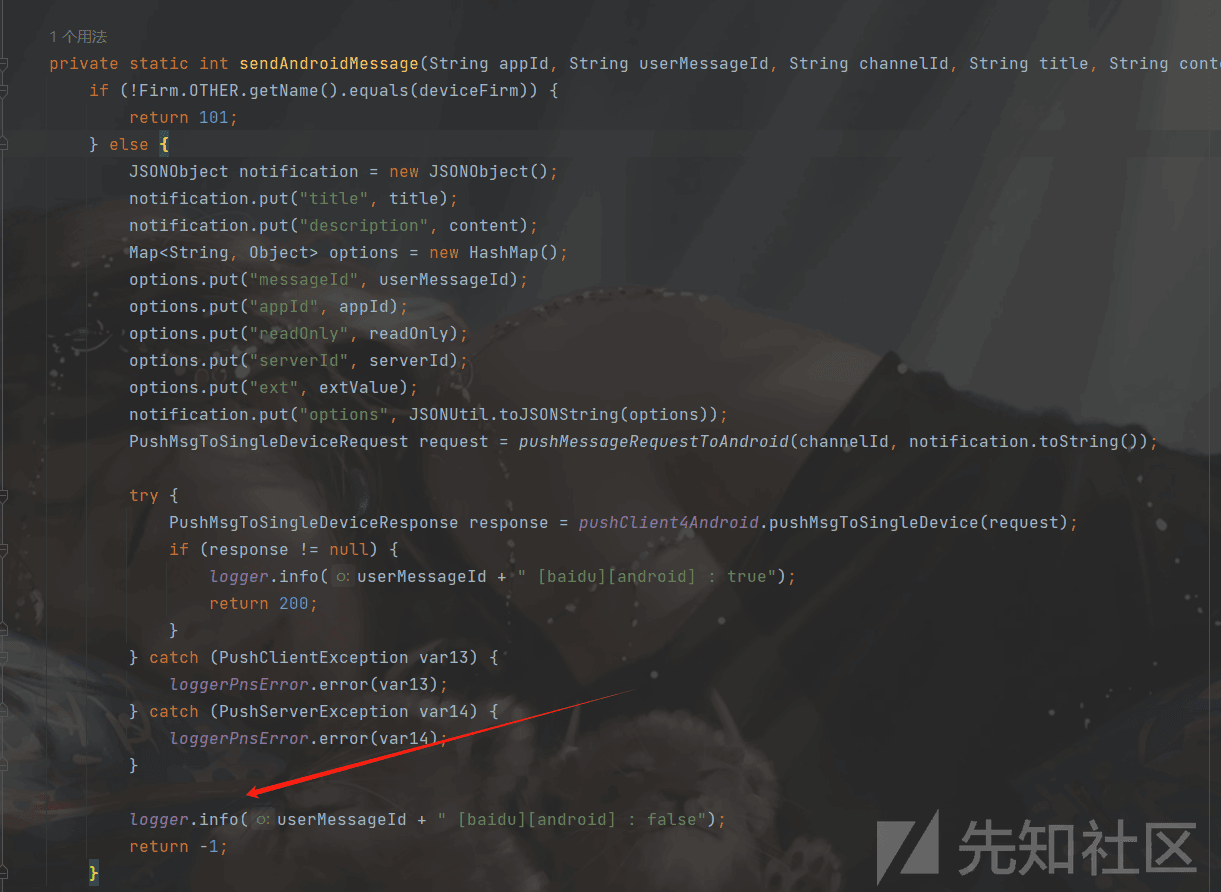 1 个用法
private static int sendAndroidMessage(String appId, String userMessageId, String channelId, String title, String conte
if (!Firm.OTHER.getName().equals(deviceFirm)) {
return 101;
} else {
JSONObject notification = new JSONObject();
notification.put("title", title);
notification.put("description", content);
Map<String, Object> options = new HashMap();
options.put("messageId", userMessageId);
options.put("appId", appId);
options.put("readOnly", readOnly);
options.put("serverId", serverId);
options.put("ext", extValue);
notification.put("options", JSONUtil.toJSONString(options));
PushMsgToSingleDeviceRequest request = pushMessageRequestToAndroid(channelId, notification.toString());
try {
PushMsgToSingleDeviceResponse response = pushClient4Android.pushMsgToSingleDevice(request);
if (response != null) {
logger.info( o: userMessageId + " [baidu][android] : true");
return 200;
}
} catch (PushClientException var13) {
loggerPnsError.error(var13);
} catch (PushServerException var14) {
loggerPnsError.error(var14);
}
logger.info( o: userMessageId + " [baidu][android] : false");
return -1;
}
先知社区